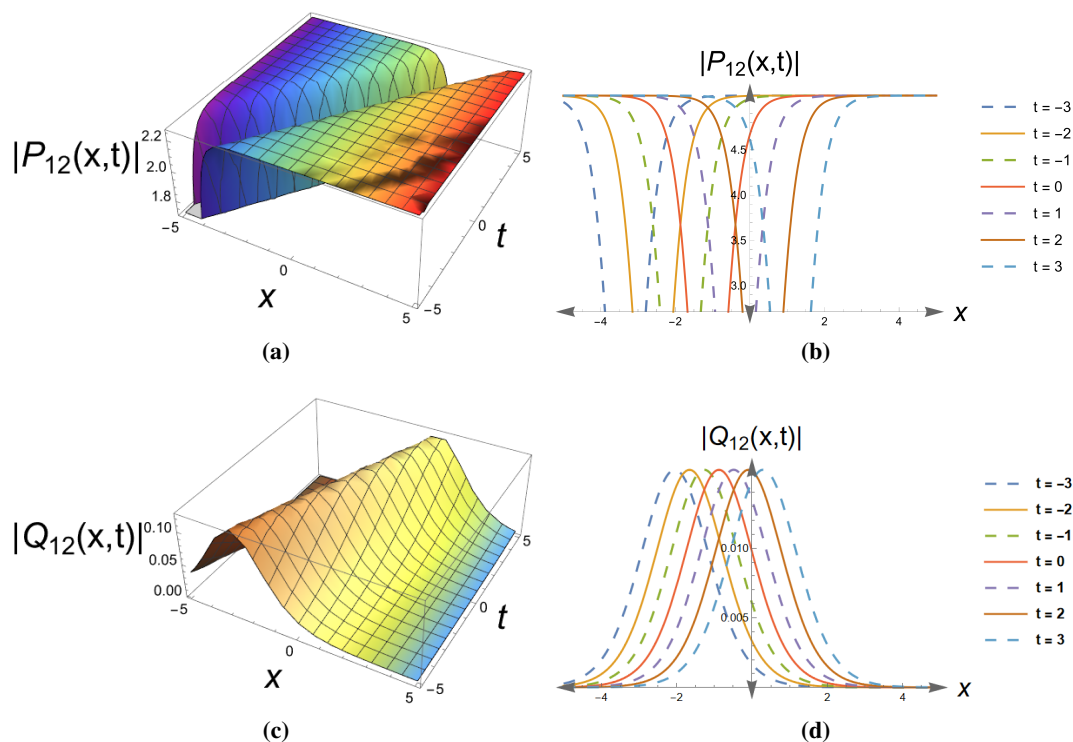 |P12(x,t)|
2.2
2.0
1.8
-5
0
5
x
-5
0
5
t
(a)
|P12(x,t)|
4.5
4.0
3.5
3.0
-4
-2
2
4
x
t = -3
t = -2
t = -1
t = 0
t = 1
t = 2
t = 3
(b)
|Q12(x,t)|
0.10
0.05
0.00
-5
0
5
x
-5
0
5
t
(c)
|Q12(x,t)|
0.010
0.005
-4
-2
2
4
x
t = -3
t = -2
t = -1
t = 0
t = 1
t = 2
t = 3
(d)